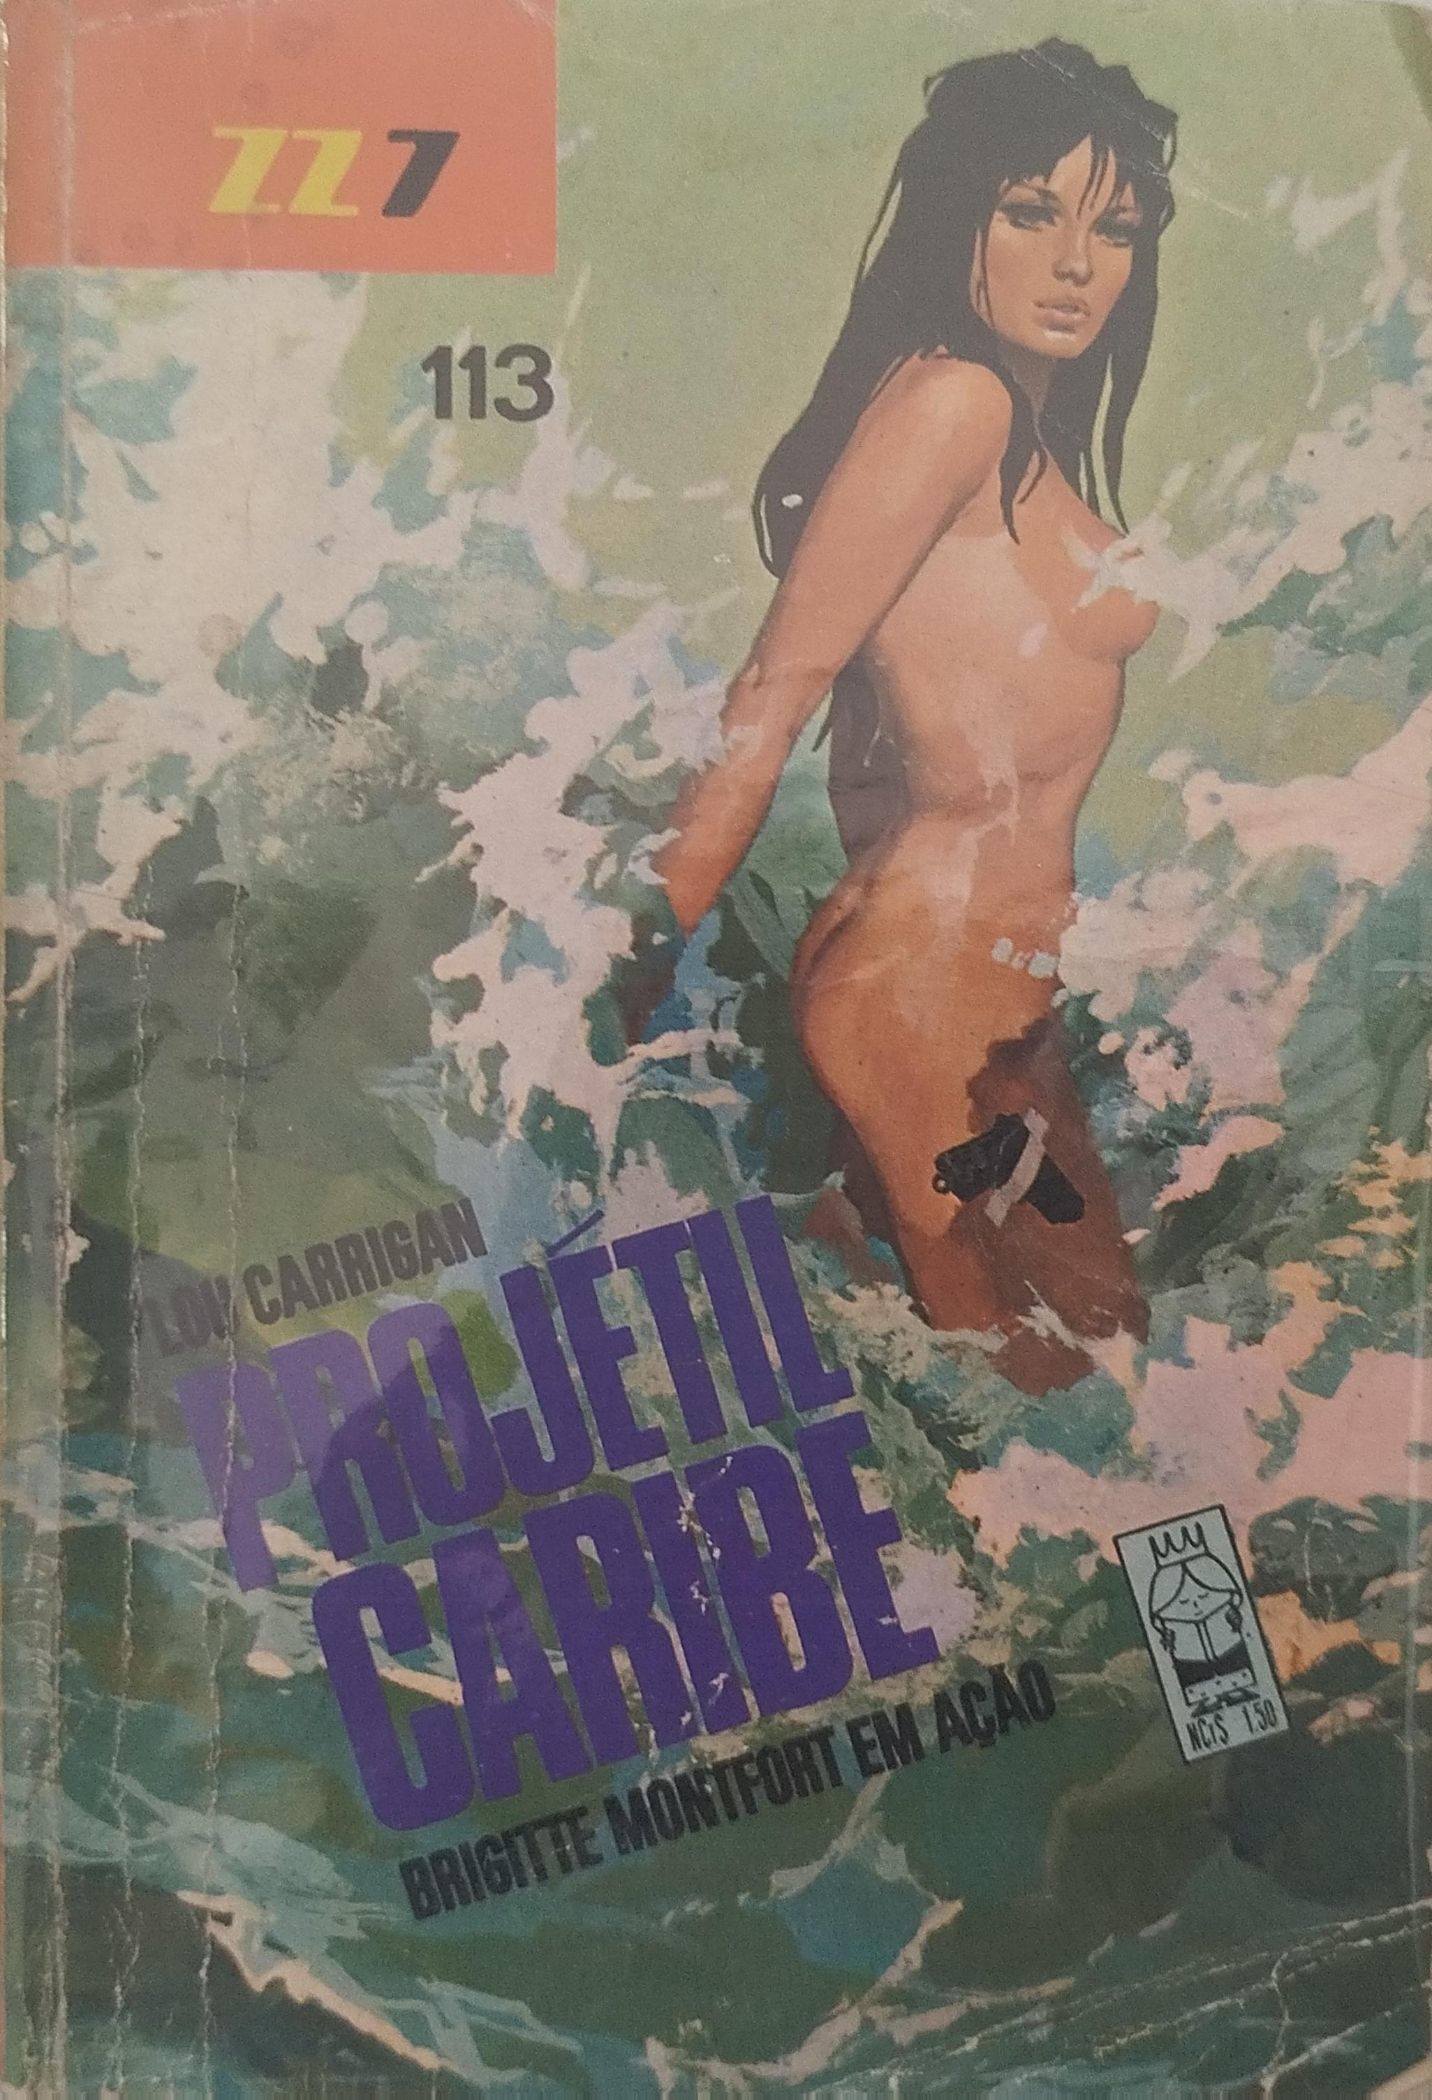 ZZ7
113
LOU CARRIGAN
PROJÉTIL
CARIBE
BRIGITTE MONTFORT EM AÇÃO
NCr$ 1,50